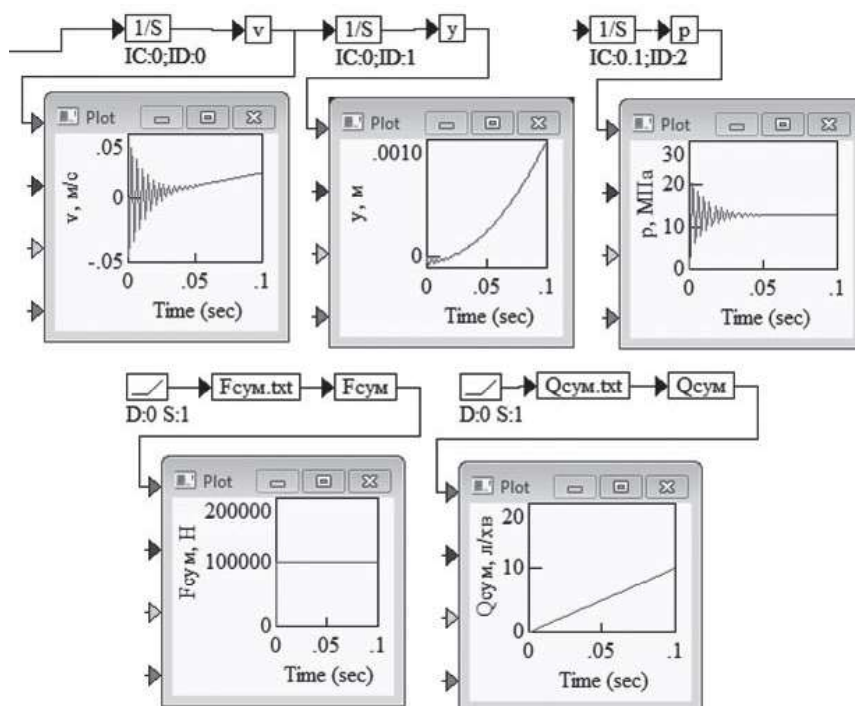 1/S v 1/S y 1/S p
IC:0;ID:0 IC:0;ID:1 IC:0.1;ID:2
Plot
.05
0
-.05
v, м/с
0 .05 .1
Time (sec)
Plot
.0010
0
y, м
0 .05 .1
Time (sec)
Plot
30
20
10
0
p, МПа
0 .05 .1
Time (sec)
Fсум.txt Fсум
D:0 S:1
Qсум.txt Qсум
D:0 S:1
Plot
200000
100000
0
Fсум, Н
0 .05 .1
Time (sec)
Plot
20
10
0
Qсум, л/хв
0 .05 .1
Time (sec)